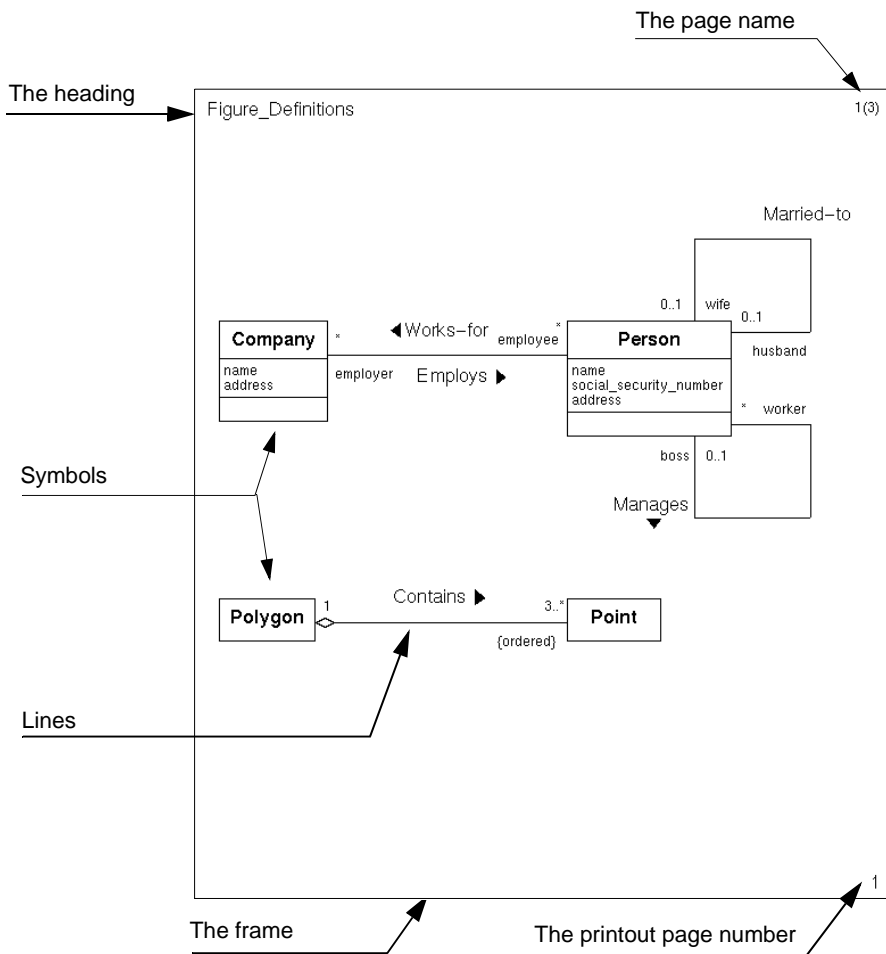 The page name
The heading
Figure_Definitions
1(3)
Married-to
0..1
wife
0..1
husband
Company
name
address
*
employer
◀Works-for
Employs ▶
*
employee
Person
name
social_security_number
address
*
worker
boss
0..1
Manages
▼
Symbols
Polygon
1
Contains ▶
3..*
{ordered}
Point
Lines
1
The frame
The printout page number